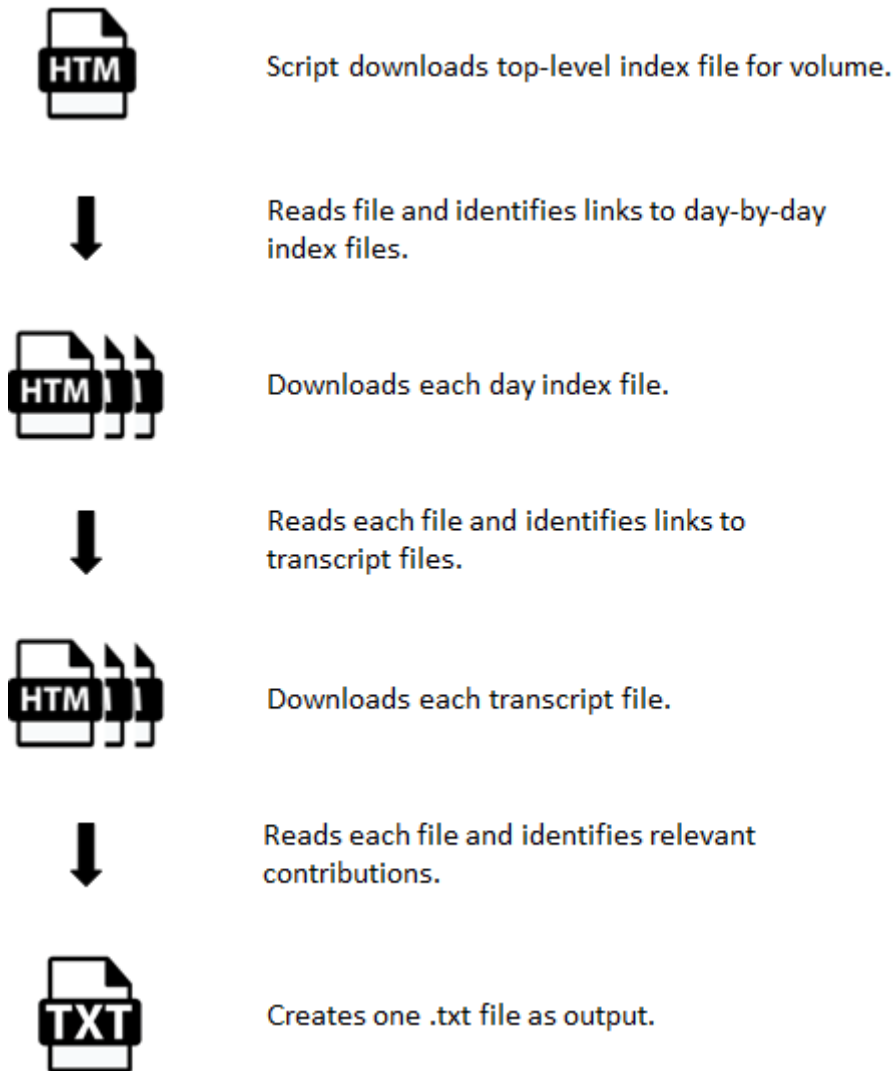 HTM
Script downloads top-level index file for volume.
Reads file and identifies links to day-by-day
index files.
HTM
Downloads each day index file.
Reads each file and identifies links to
transcript files.
HTM
Downloads each transcript file.
Reads each file and identifies relevant
contributions.
TXT
Creates one .txt file as output.